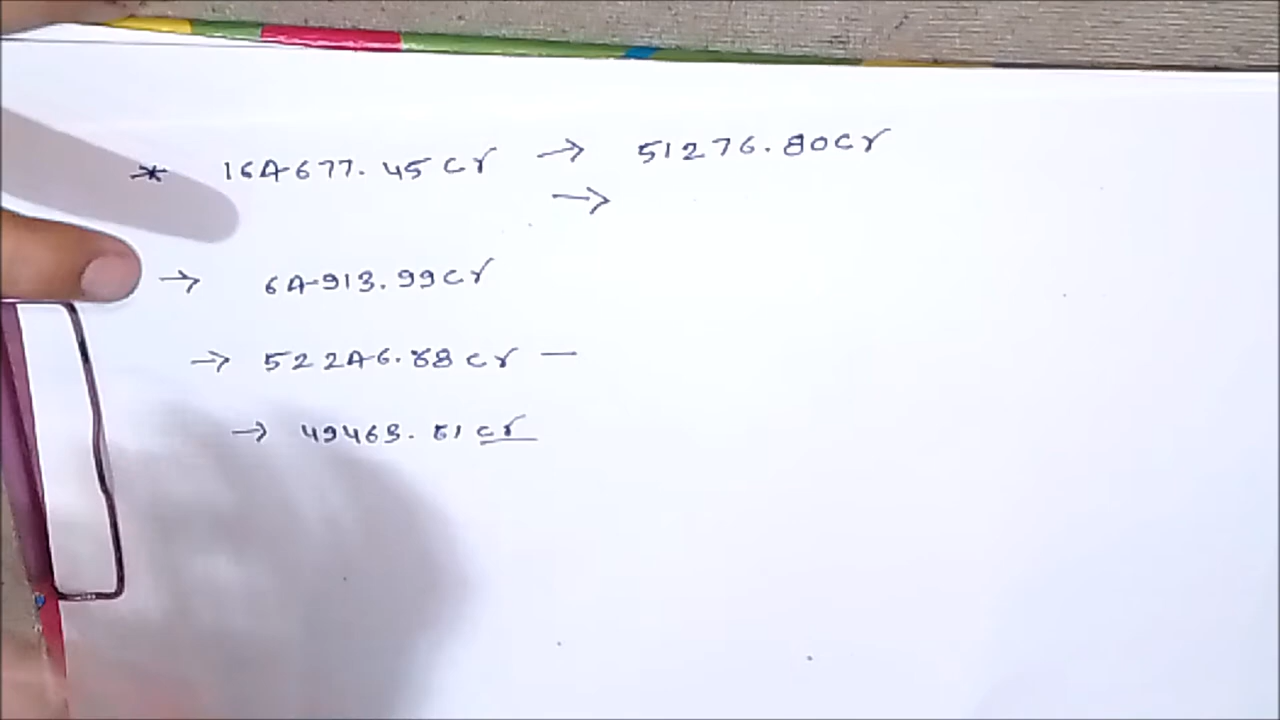 * 164677.45 cr → 51276.80 cr
→
→ 64913.99 cr
→ 52246.88 cr —
→ 49463.51 cr